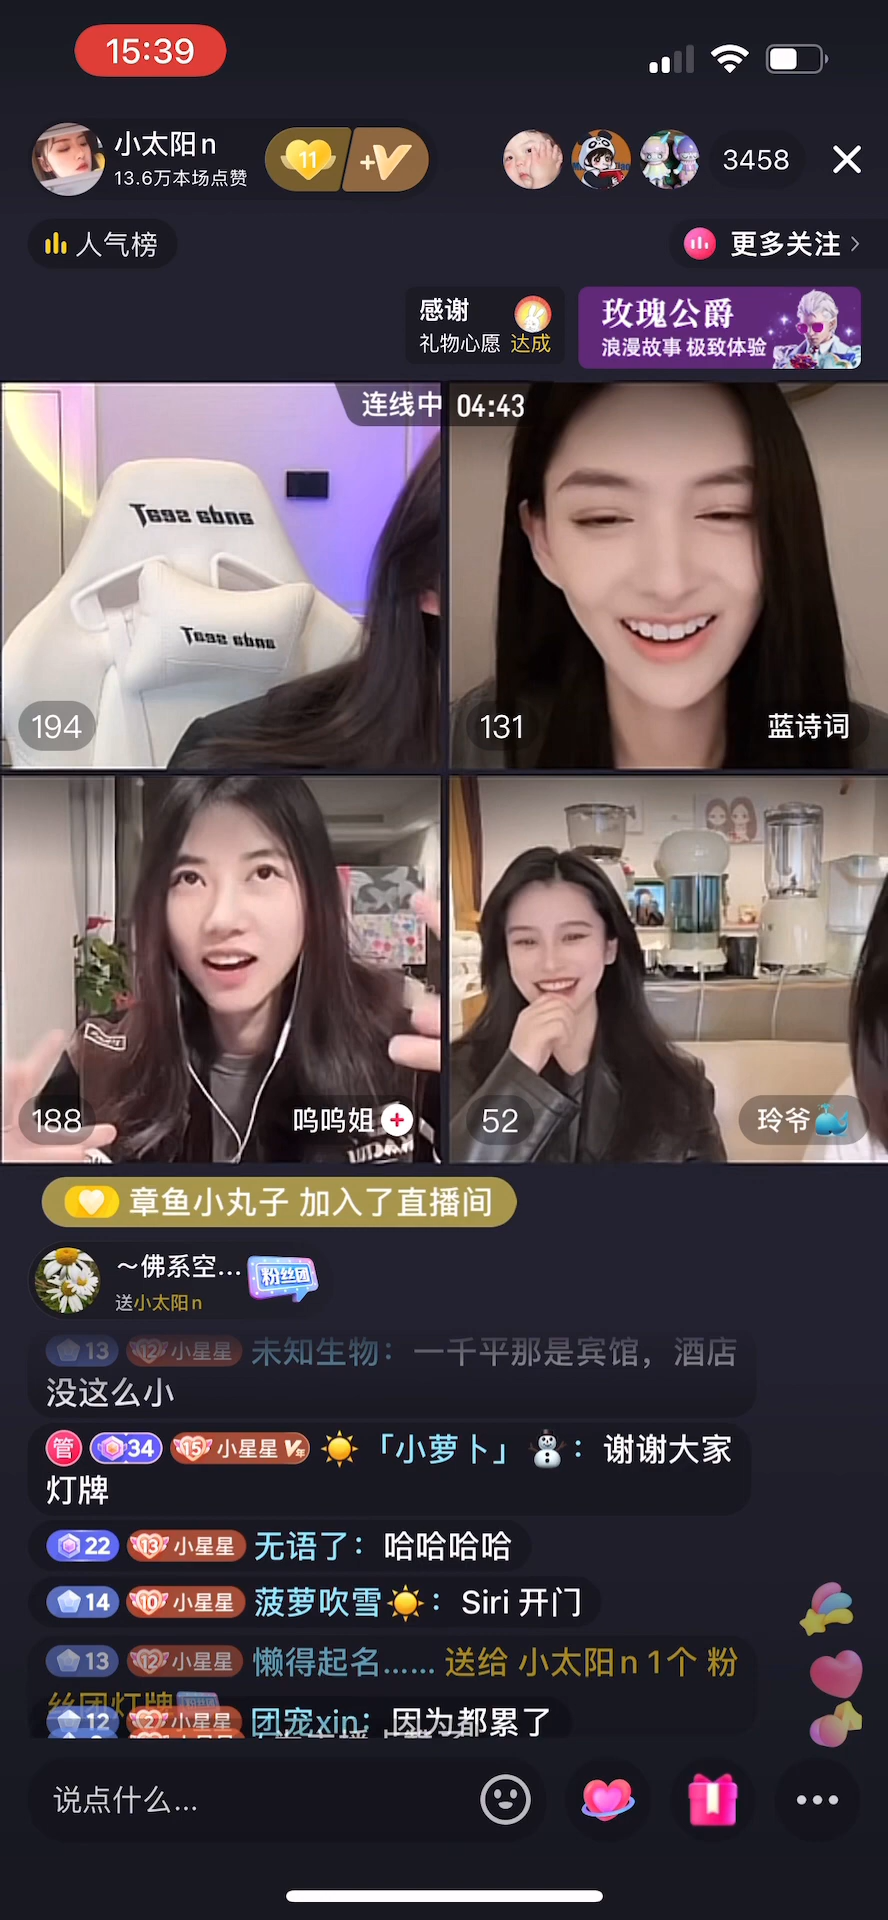 15:39
小太阳n
13.6万本场点赞
11
+V
3458
人气榜
更多关注
感谢
礼物心愿 达成
玫瑰公爵
浪漫故事 极致体验
连线中 04:43
194
131
蓝诗词
188
呜呜姐
52
玲爷
章鱼小丸子 加入了直播间
～佛系空...
粉丝团
送小太阳n
13 12 小星星 未知生物： 一千平那是宾馆，酒店
没这么小
管 34 15 小星星 V年 「小萝卜」 ： 谢谢大家
灯牌
22 13 小星星 无语了： 哈哈哈哈
14 10 小星星 菠萝吹雪 ： Siri 开门
13 12 小星星 懒得起名...... 送给 小太阳n 1个 粉
丝团灯牌
12 2 小星星 团宠xin： 因为都累了
说点什么...